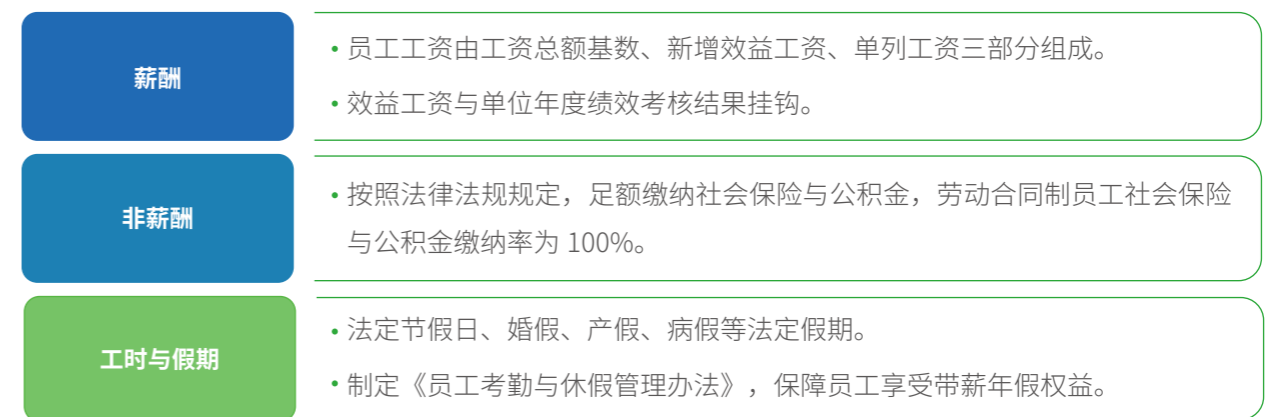 薪酬
• 员工工资由工资总额基数、新增效益工资、单列工资三部分组成。
• 效益工资与单位年度绩效考核结果挂钩。
非薪酬
• 按照法律法规规定，足额缴纳社会保险与公积金，劳动合同制员工社会保险
与公积金缴纳率为 100%。
工时与假期
• 法定节假日、婚假、产假、病假等法定假期。
• 制定《员工考勤与休假管理办法》，保障员工享受带薪年假权益。